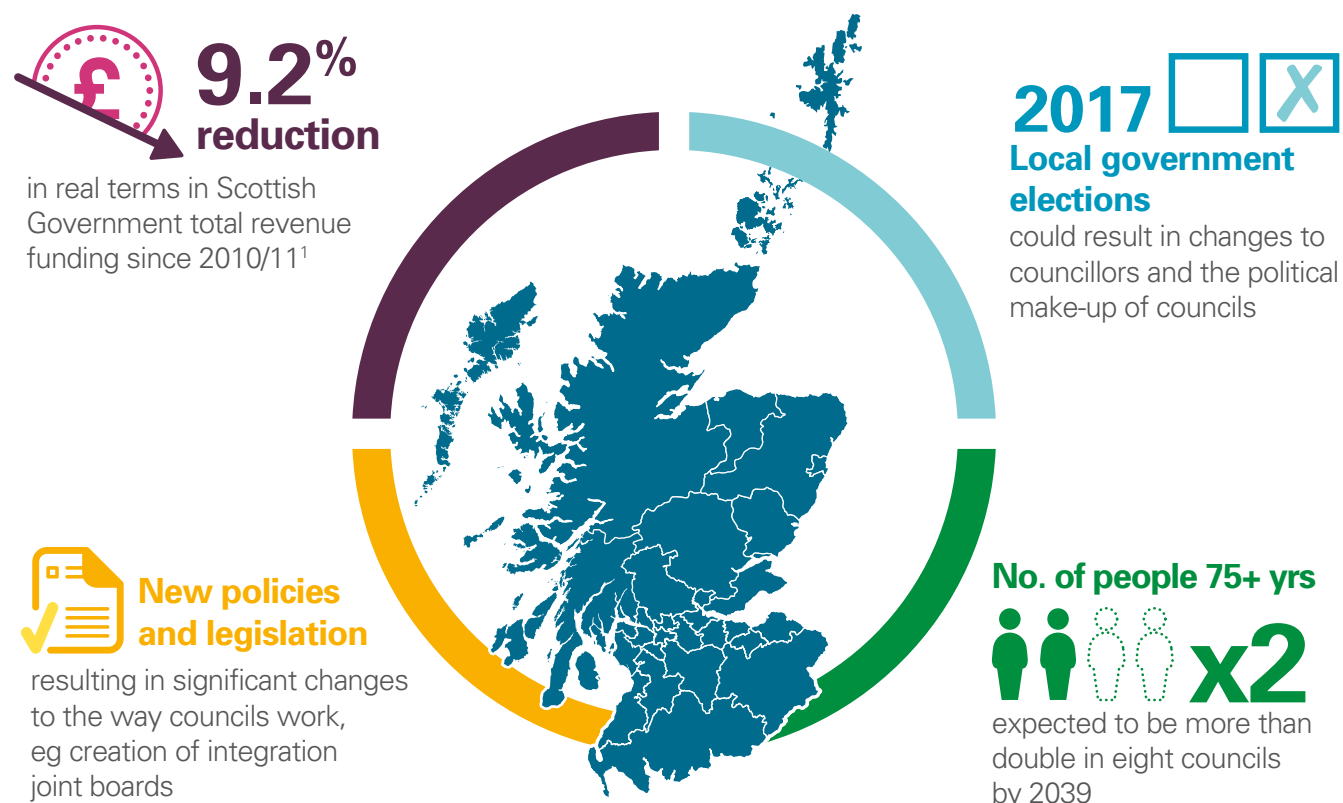 £
9.2%
reduction
in real terms in Scottish
Government total revenue
funding since 2010/11¹
2017
Local government
elections
could result in changes to
councillors and the political
make-up of councils
New policies
and legislation
resulting in significant changes
to the way councils work,
eg creation of integration
joint boards
No. of people 75+ yrs
x2
expected to be more than
double in eight councils
by 2039